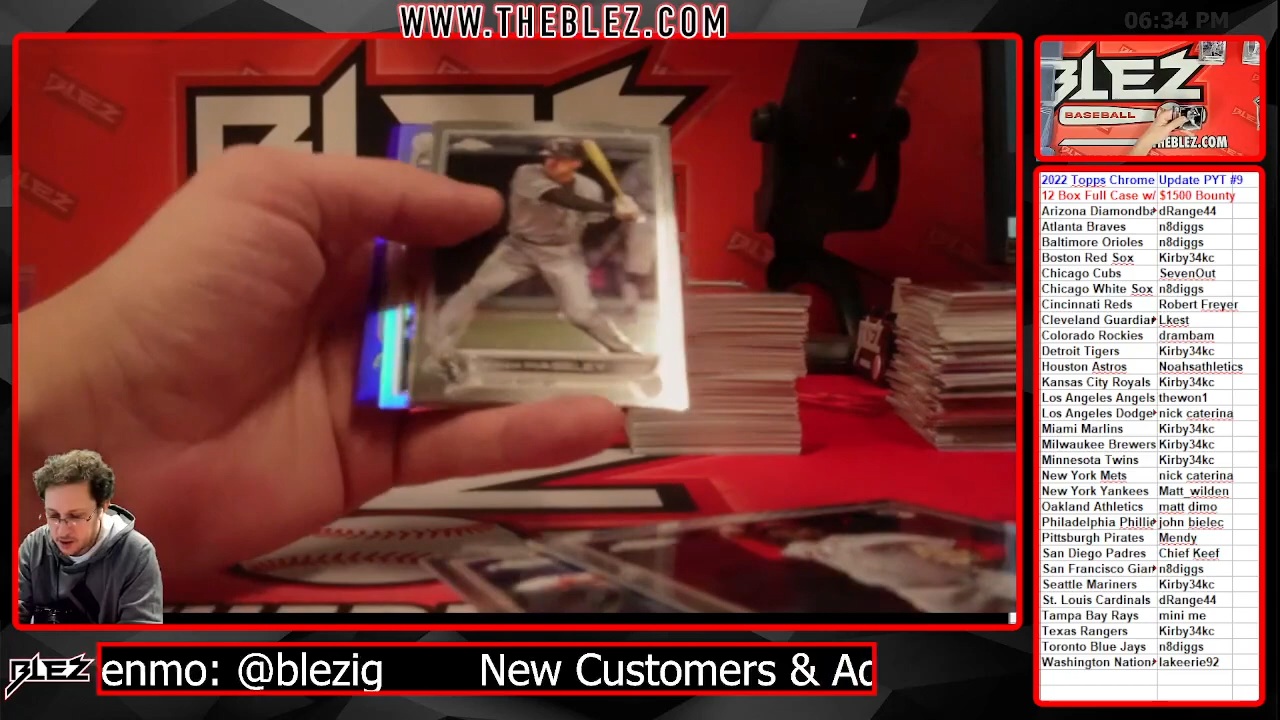 WWW.THEBLEZ.COM
06:34 PM
BLEZ
BLEZ
BASEBALL
THEBLEZ.COM
2022 Topps Chrome Update PYT #9
12 Box Full Case w/ $1500 Bounty
Arizona Diamondba dRange44
Atlanta Braves n8diggs
Baltimore Orioles n8diggs
Boston Red Sox Kirby34kc
Chicago Cubs SevenOut
Chicago White Sox n8diggs
Cincinnati Reds Robert Freyer
Cleveland Guardia Lkest
Colorado Rockies drambam
Detroit Tigers Kirby34kc
Houston Astros Noahsathletics
Kansas City Royals Kirby34kc
Los Angeles Angels thewon1
Los Angeles Dodge nick caterina
Miami Marlins Kirby34kc
Milwaukee Brewers Kirby34kc
Minnesota Twins Kirby34kc
New York Mets nick caterina
New York Yankees Matt_wilden
Oakland Athletics matt dimo
Philadelphia Phillie john bielec
Pittsburgh Pirates Mendy
San Diego Padres Chief Keef
San Francisco Gian n8diggs
Seattle Mariners Kirby34kc
St. Louis Cardinals dRange44
Tampa Bay Rays mini me
Texas Rangers Kirby34kc
Toronto Blue Jays n8diggs
Washington Nation lakeerie92
BLEZ
enmo: @blezig New Customers & Ad